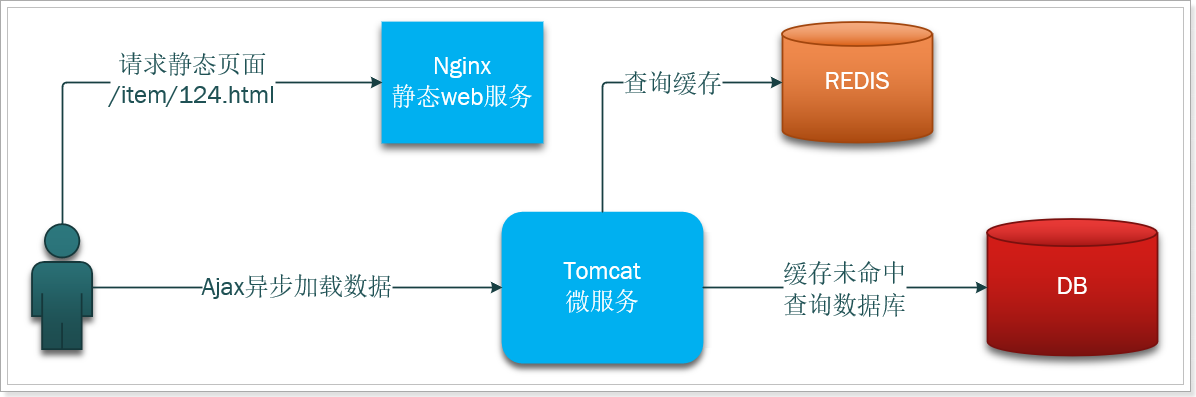 请求静态页面
/item/124.html
Nginx
静态web服务
查询缓存
REDIS
Ajax异步加载数据
Tomcat
微服务
缓存未命中
查询数据库
DB